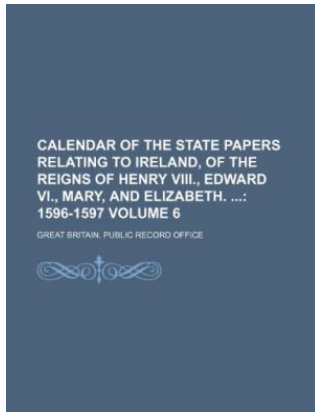 CALENDAR OF THE STATE PAPERS
RELATING TO IRELAND, OF THE
REIGNS OF HENRY VIII., EDWARD
VI., MARY, AND ELIZABETH. ...:
1596-1597 VOLUME 6
GREAT BRITAIN. PUBLIC RECORD OFFICE